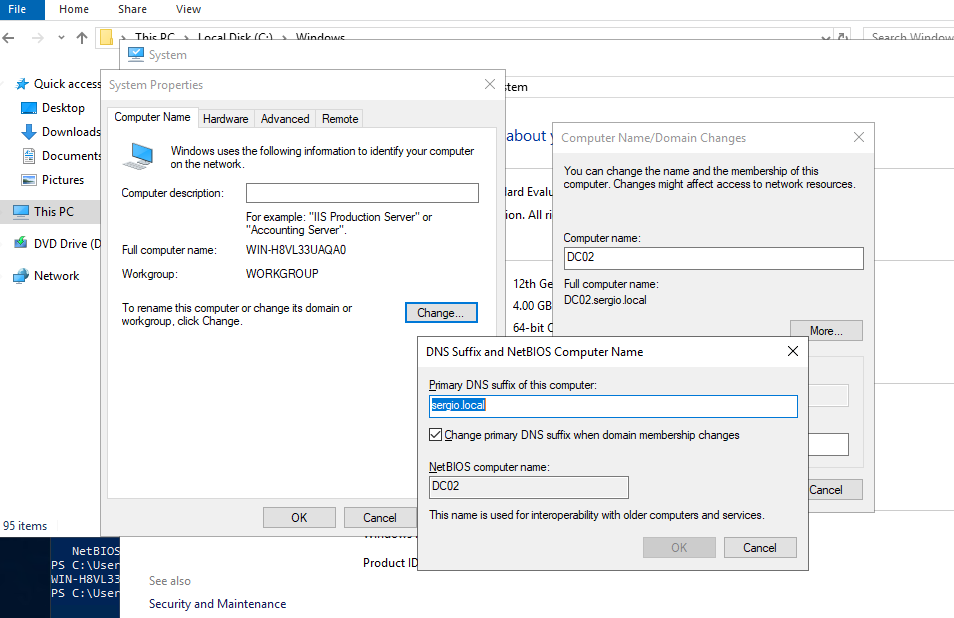 File Home Share View
This PC Local Disk (C:) Windows
Search Window
System
Quick access
Desktop
Downloads
Documents
Pictures
This PC
DVD Drive (D
Network
95 items
System Properties
Computer Name Hardware Advanced Remote
Windows uses the following information to identify your computer
on the network.
Computer description:
For example: "IIS Production Server" or
"Accounting Server".
Full computer name: WIN-H8VL33UAQA0
Workgroup: WORKGROUP
To rename this computer or change its domain or
workgroup, click Change.
Change...
OK Cancel
stem
about y
dard Evalu
ion. All ri
12th Ge
4.00 GB
64-bit
Computer Name/Domain Changes
You can change the name and the membership of this
computer. Changes might affect access to network resources.
Computer name:
DC02
Full computer name:
DC02.sergio.local
More...
Cancel
DNS Suffix and NetBIOS Computer Name
Primary DNS suffix of this computer:
sergio.local
Change primary DNS suffix when domain membership changes
NetBIOS computer name:
DC02
This name is used for interoperability with older computers and services.
OK Cancel
Product ID
NetBIOS
PS C:\User
WIN-H8VL33
PS C:\User
See also
Security and Maintenance